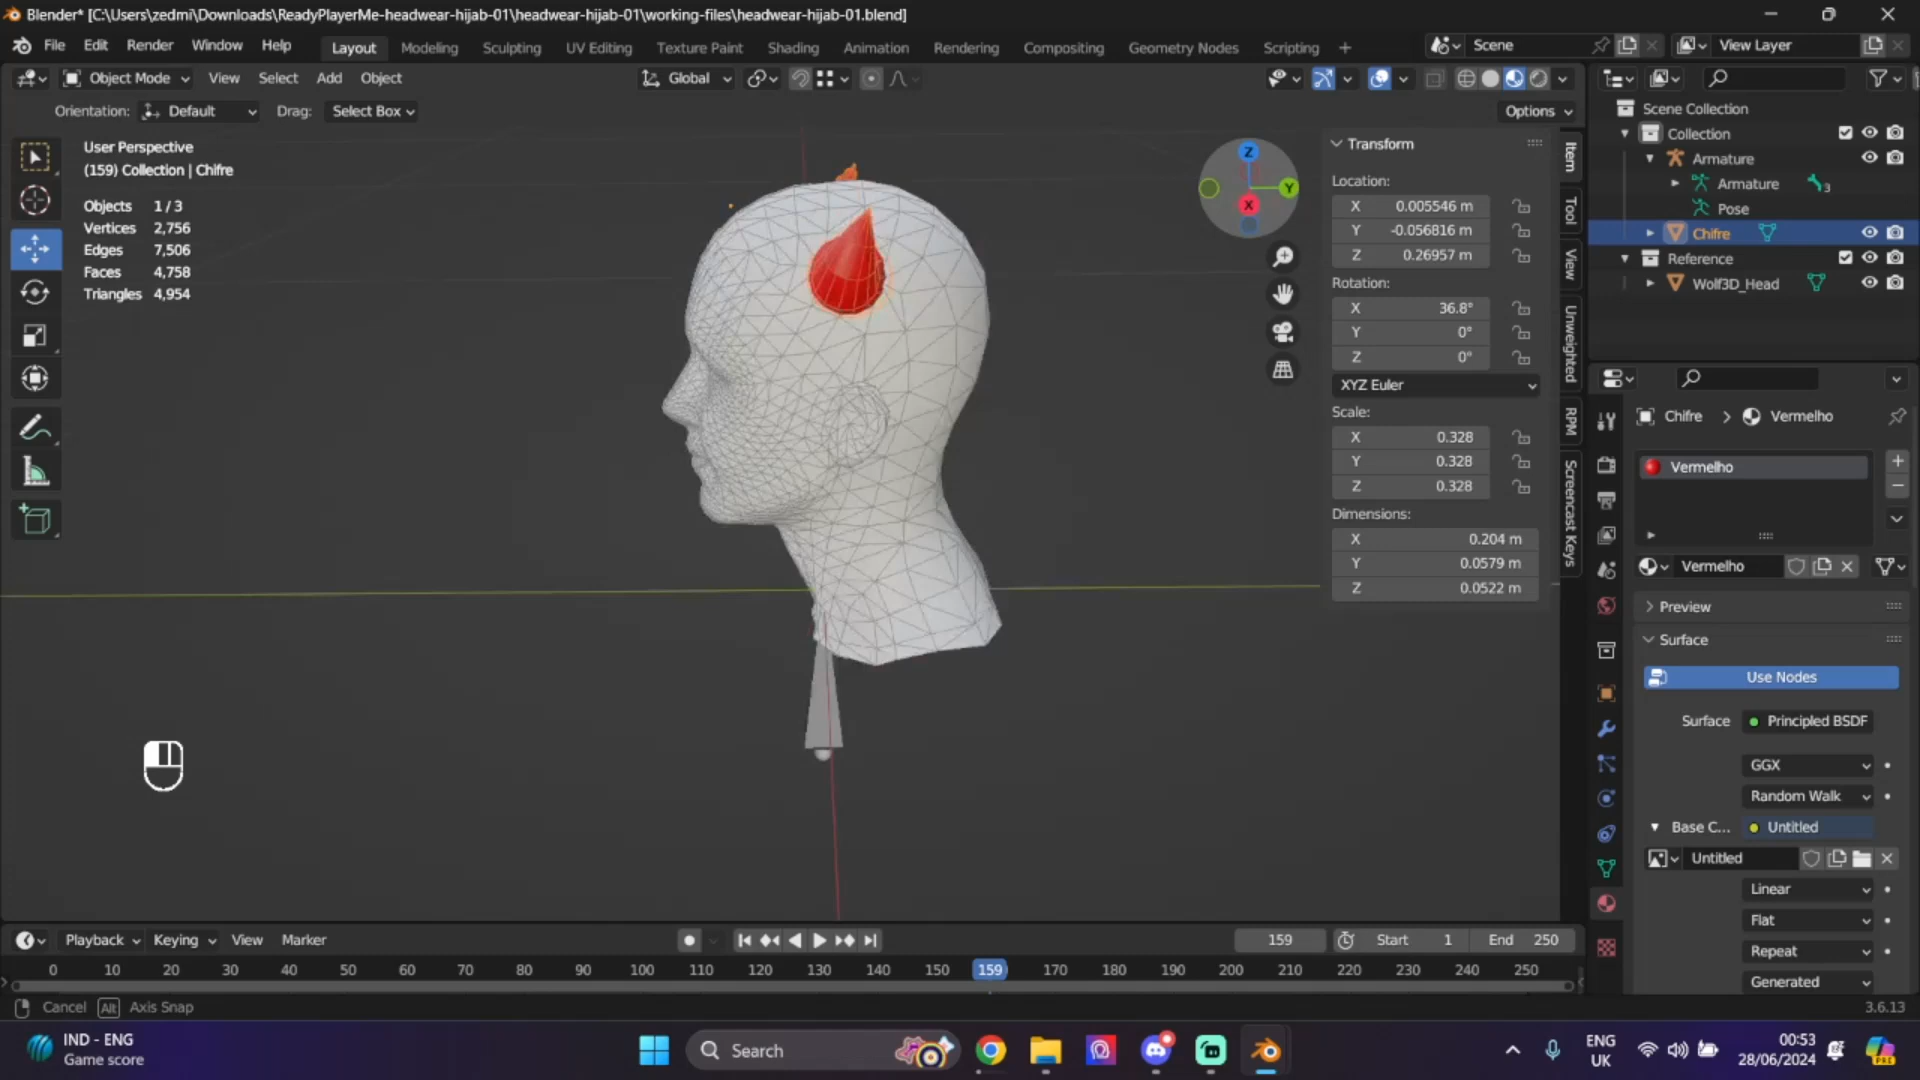 Blender* [C:\Users\zedmi\Downloads\ReadyPlayerMe-headwear-hijab-01\headwear-hijab-01\working-files\headwear-hijab-01.blend]
File Edit Render Window Help Layout Modeling Sculpting UV Editing Texture Paint Shading Animation Rendering Compositing Geometry Nodes Scripting + Scene View Layer
Object Mode View Select Add Object Global
Orientation: Default Drag: Select Box Options
User Perspective
(159) Collection | Chifre
Objects 1 / 3
Vertices 2,756
Edges 7,506
Faces 4,758
Triangles 4,954
Transform
Location:
X 0.005546 m
Y -0.056816 m
Z 0.26957 m
Rotation:
X 36.8°
Y 0°
Z 0°
XYZ Euler
Scale:
X 0.328
Y 0.328
Z 0.328
Dimensions:
X 0.204 m
Y 0.0579 m
Z 0.0522 m
Z
Y
X
Item
Tool
View
Unweighted
RPM
Screencast Keys
Scene Collection
Collection
Armature
Armature 3
Pose
Chifre
Reference
Wolf3D_Head
Chifre > Vermelho
Vermelho
Vermelho
Preview
Surface
Use Nodes
Surface Principled BSDF
GGX
Random Walk
Base C... Untitled
Untitled
Linear
Flat
Repeat
Generated
Playback Keying View Marker 159 Start 1 End 250
0 10 20 30 40 50 60 70 80 90 100 110 120 130 140 150 159 170 180 190 200 210 220 230 240 250
Cancel Alt Axis Snap 3.6.13
IND - ENG
Game score
Search
ENG
UK
00:53
28/06/2024
PRE